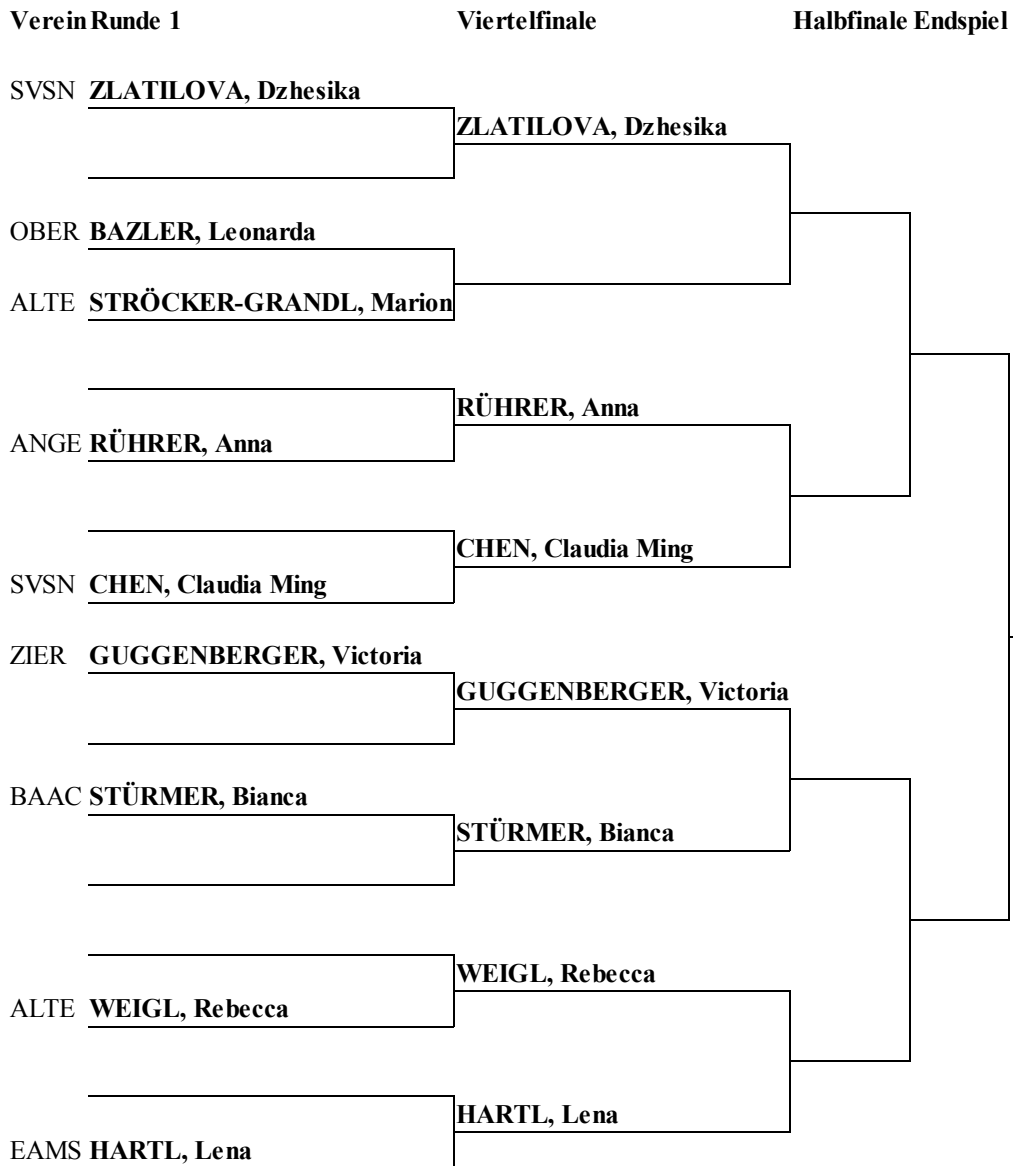 Verein Runde 1 Viertelfinale Halbfinale Endspiel
SVSN ZLATILOVA, Dzhesika
ZLATILOVA, Dzhesika
OBER BAZLER, Leonarda
ALTE STRÖCKER-GRANDL, Marion
RÜHRER, Anna
ANGE RÜHRER, Anna
CHEN, Claudia Ming
SVSN CHEN, Claudia Ming
ZIER GUGGENBERGER, Victoria
GUGGENBERGER, Victoria
BAAC STÜRMER, Bianca
STÜRMER, Bianca
WEIGL, Rebecca
ALTE WEIGL, Rebecca
HARTL, Lena
EAMS HARTL, Lena